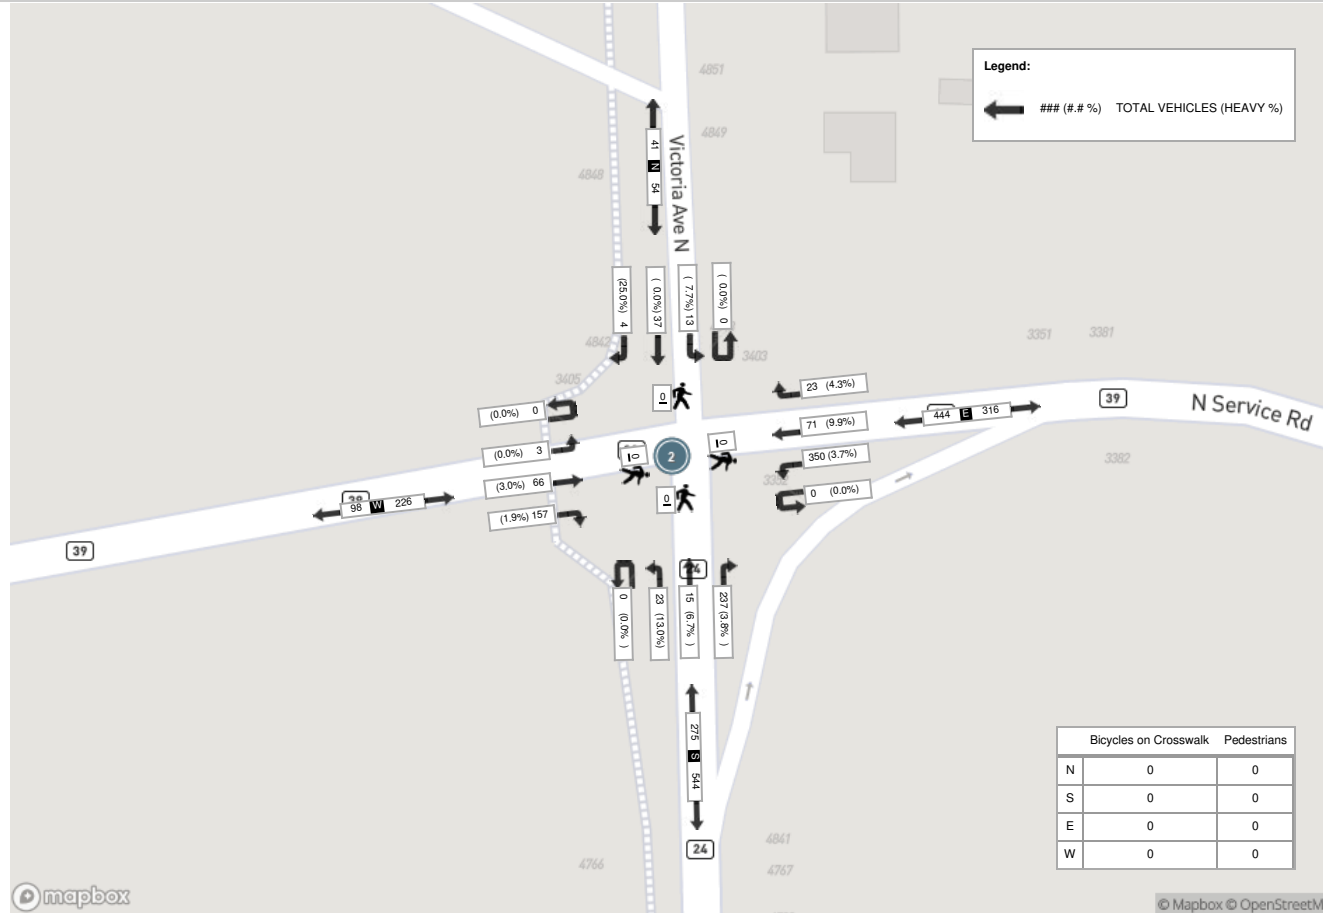 4851
Legend:
### (#.# %) TOTAL VEHICLES (HEAVY %)
4849
41 N 54
Victoria Ave N
4848
(25.0%) 4
( 0.0%) 37
( 7.7%) 13
( 0.0%) 0
4842
3403
3351
3381
3405
23 (4.3%)
0
(0.0%) 0
71 (9.9%)
444 E 316
39
N Service Rd
(0.0%) 3
0
2
0
350 (3.7%)
3382
(3.0%) 66
0
0 (0.0%)
98 W 226
(1.9%) 157
39
24
0 (0.0% )
23 (13.0%)
15 (6.7% )
237 (3.8% )
275 S 544
Bicycles on Crosswalk Pedestrians
N 0 0
S 0 0
E 0 0
W 0 0
24
4841
4766
4767
mapbox
© Mapbox © OpenStreetM